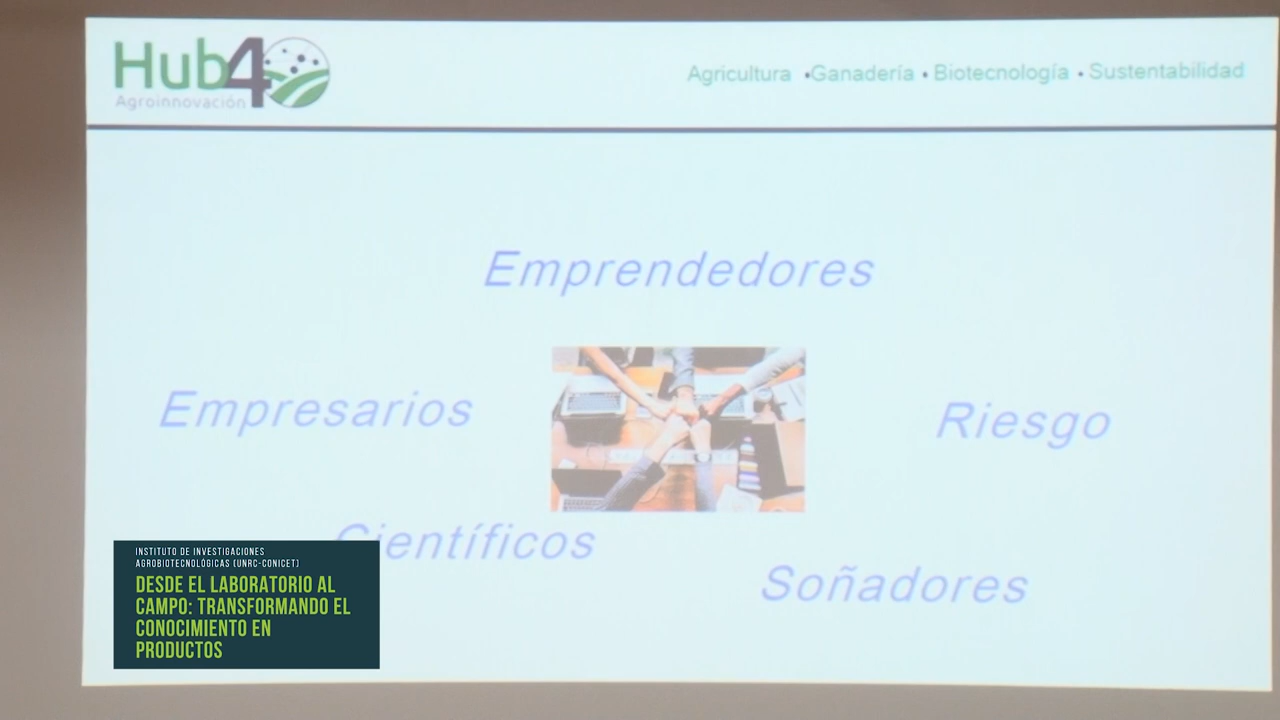 Hub4
Agroinnovación
Agricultura • Ganadería • Biotecnología • Sustentabilidad
Emprendedores
Empresarios
Riesgo
Científicos
Soñadores
INSTITUTO DE INVESTIGACIONES
AGROBIOTECNOLÓGICAS (UNRC-CONICET)
DESDE EL LABORATORIO AL
CAMPO: TRANSFORMANDO EL
CONOCIMIENTO EN
PRODUCTOS